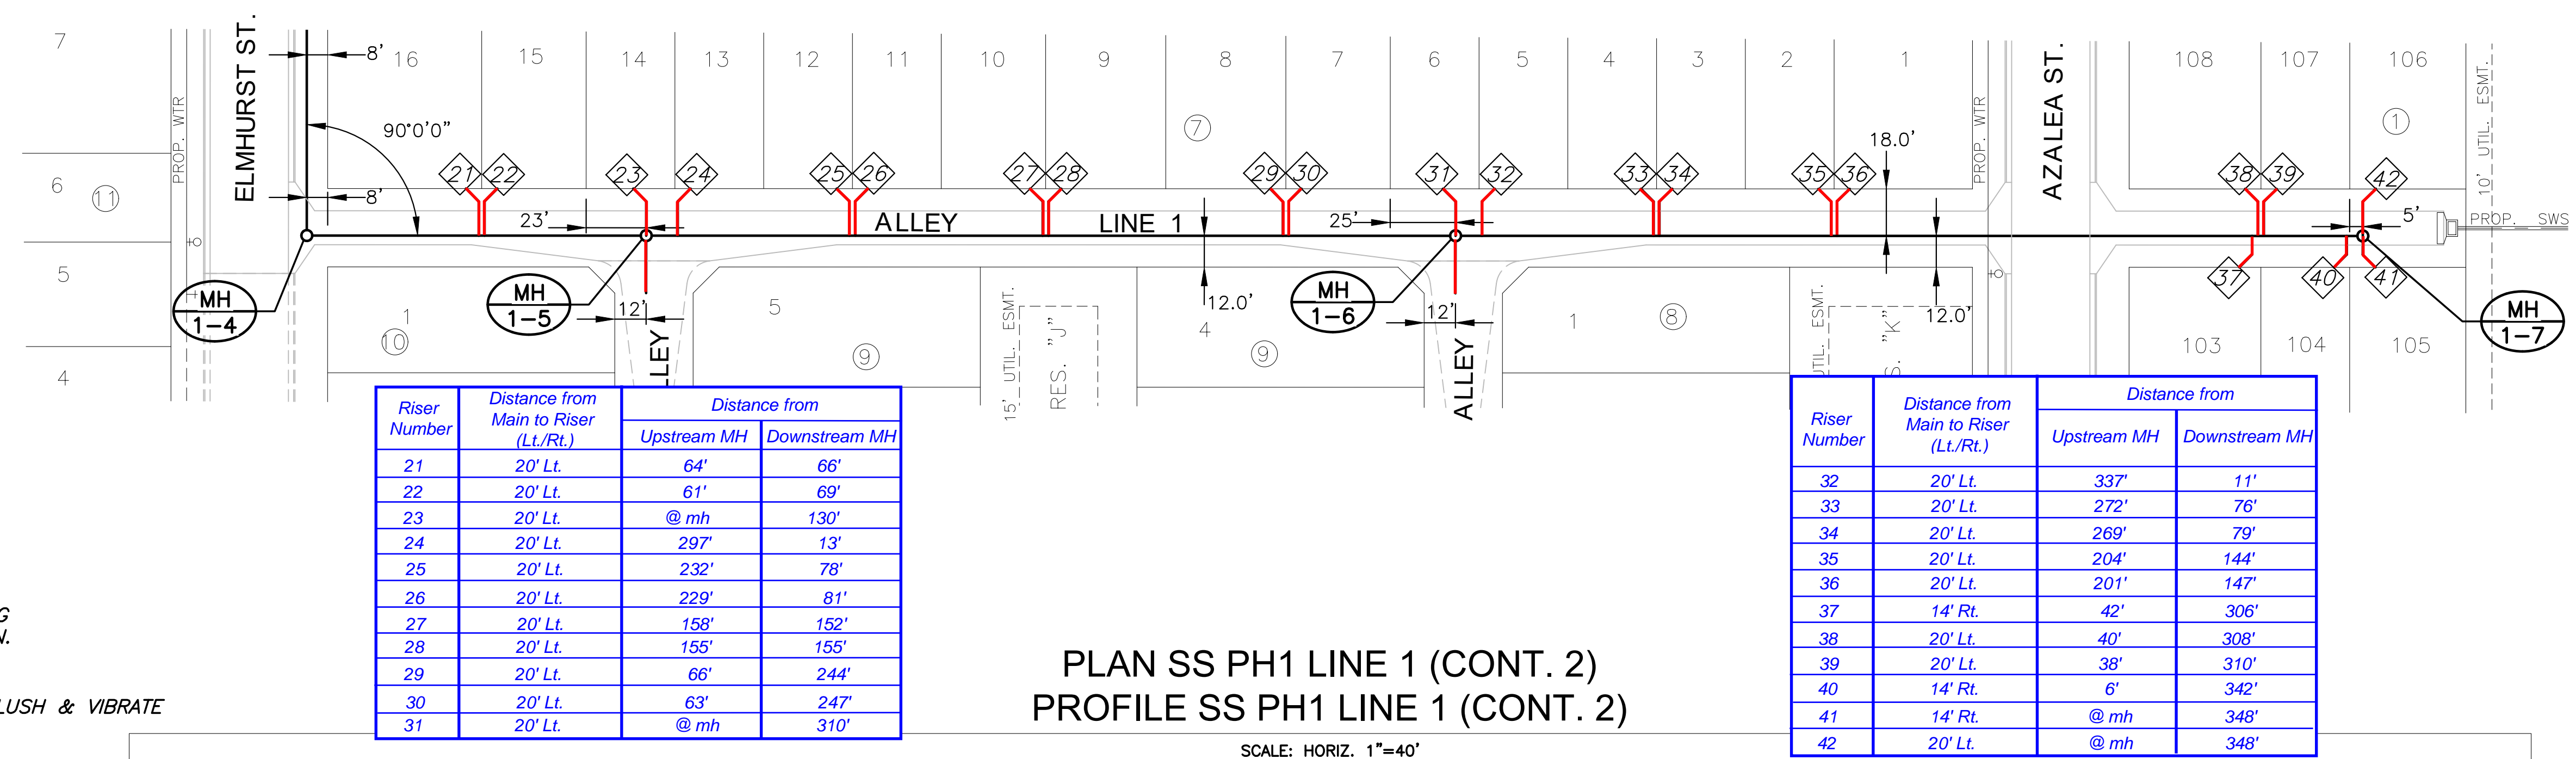 ELMHURST ST.
AZALEA ST.
7
8'
16
15
14
13
12
11
10
9
8
7
6
5
4
3
2
1
108
107
106
PROP. WTR
90°0'0"
7
18.0'
PROP. WTR
1
10' UTIL. ESMT.
6
11
8'
21
22
23
24
25
26
27
28
29
30
31
32
33
34
35
36
38
39
42
23'
ALLEY
LINE 1
25'
5'
PROP. SWS
5
37
40
41
MH
1-4
MH
1-5
12'
5
12.0'
MH
1-6
12'
12.0'
MH
1-7
1
10
ALLEY
9
15' UTIL. ESMT.
RES. "J"
4
9
ALLEY
1
8
UTIL. ESMT.
S. "K"
103
104
105
4
Riser Number
Distance from Main to Riser (Lt./Rt.)
Distance from
Upstream MH Downstream MH
21 20' Lt. 64' 66'
22 20' Lt. 61' 69'
23 20' Lt. @ mh 130'
24 20' Lt. 297' 13'
25 20' Lt. 232' 78'
26 20' Lt. 229' 81'
27 20' Lt. 158' 152'
28 20' Lt. 155' 155'
29 20' Lt. 66' 244'
30 20' Lt. 63' 247'
31 20' Lt. @ mh 310'
Riser Number
Distance from Main to Riser (Lt./Rt.)
Distance from
Upstream MH Downstream MH
32 20' Lt. 337' 11'
33 20' Lt. 272' 76'
34 20' Lt. 269' 79'
35 20' Lt. 204' 144'
36 20' Lt. 201' 147'
37 14' Rt. 42' 306'
38 20' Lt. 40' 308'
39 20' Lt. 38' 310'
40 14' Rt. 6' 342'
41 14' Rt. @ mh 348'
42 20' Lt. @ mh 348'
G
N.
LUSH & VIBRATE
PLAN SS PH1 LINE 1 (CONT. 2)
PROFILE SS PH1 LINE 1 (CONT. 2)
SCALE: HORIZ. 1"=40'